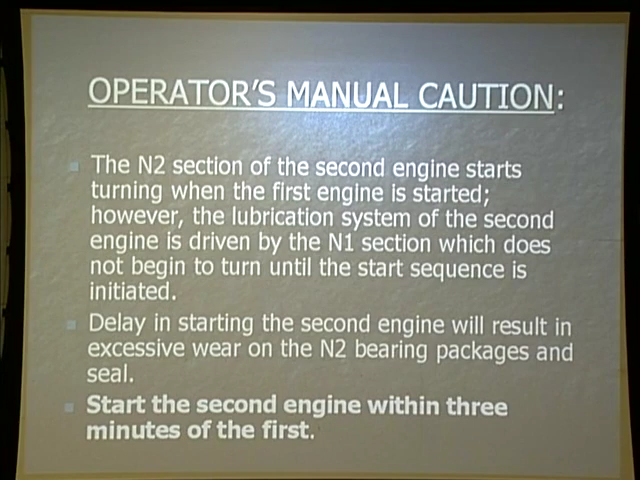 OPERATOR'S MANUAL CAUTION:
The N2 section of the second engine starts
turning when the first engine is started;
however, the lubrication system of the second
engine is driven by the N1 section which does
not begin to turn until the start sequence is
initiated.
Delay in starting the second engine will result in
excessive wear on the N2 bearing packages and
seal.
Start the second engine within three
minutes of the first.